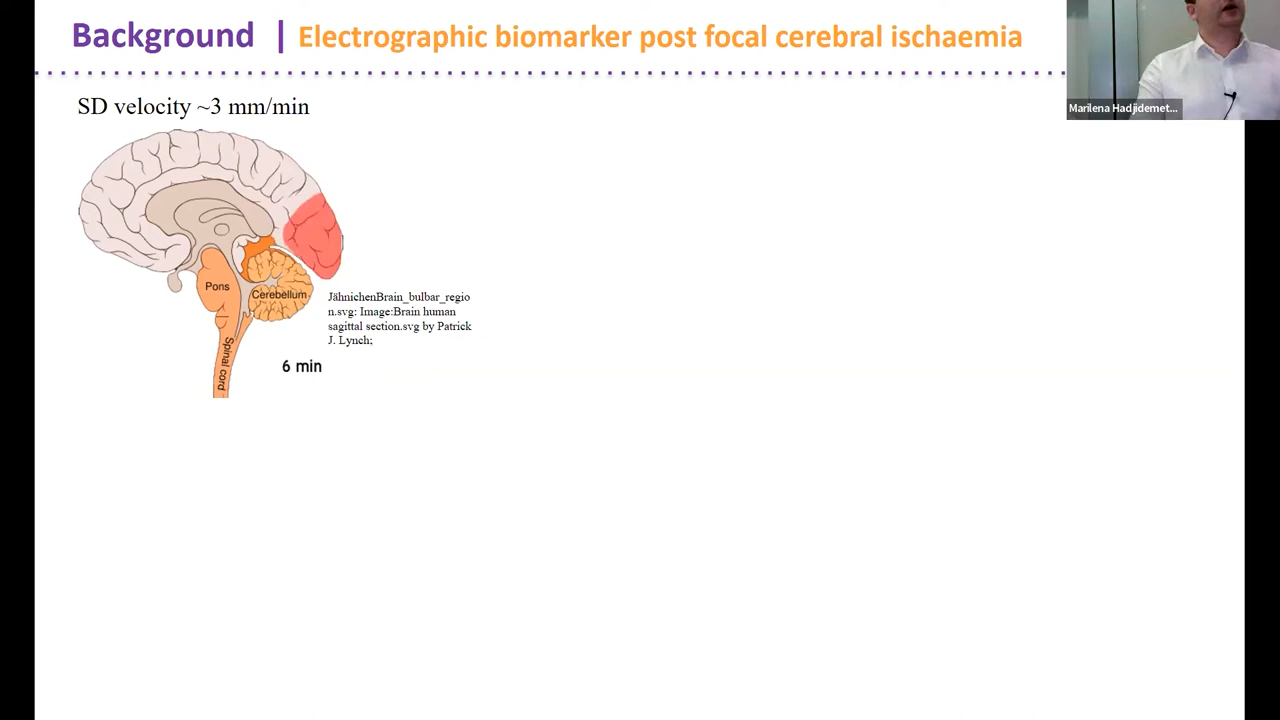 Background | Electrographic biomarker post focal cerebral ischaemia
Marilena Hadjidemet...
SD velocity ~3 mm/min
Pons
Cerebellum
Spinal cord
JähnichenBrain_bulbar_regio
n.svg: Image:Brain human
sagittal section.svg by Patrick
J. Lynch;
6 min